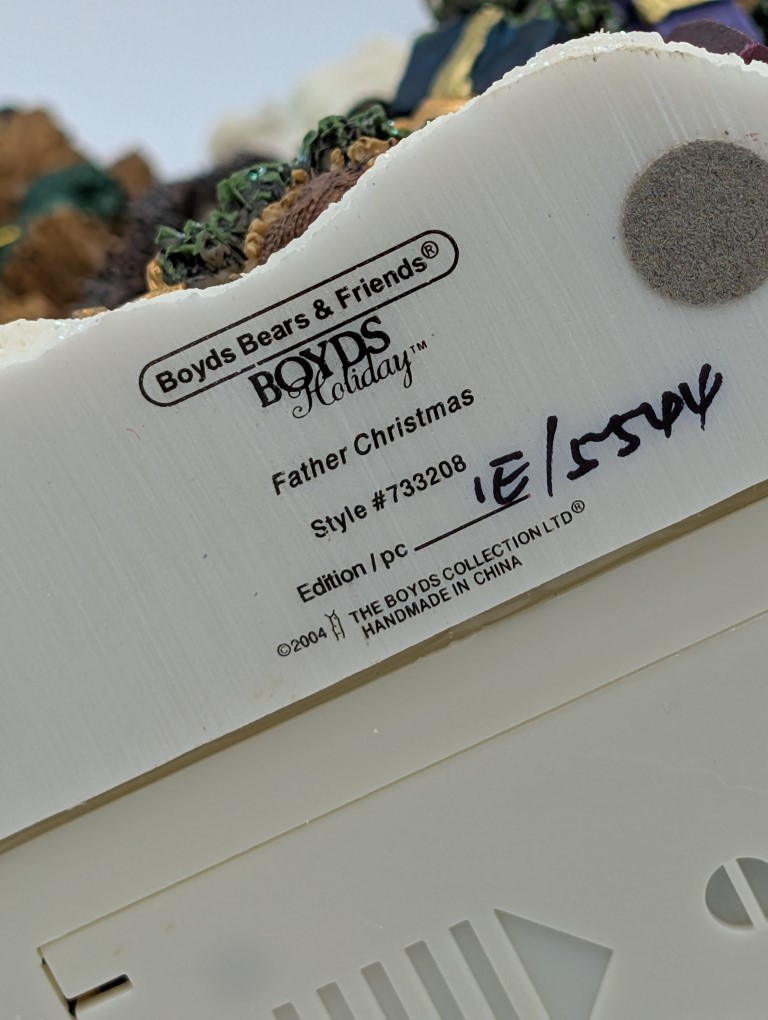 Boyds Bears & Friends®
BOYDS
Holiday™
Father Christmas
Style #733208
Edition / pc 1E/5544
©2004 THE BOYDS COLLECTION LTD®
HANDMADE IN CHINA